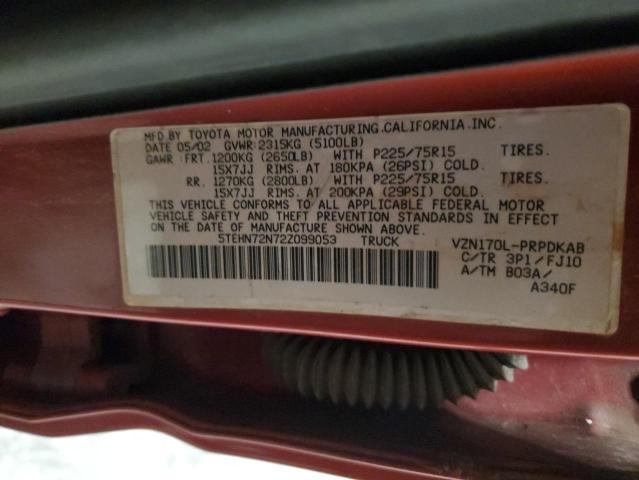 MFD BY TOYOTA MOTOR MANUFACTURING.CALIFORNIA.INC.
DATE 05/02 GVWR:2315KG (5100LB)
GAWR:FRT.1200KG (2650LB) WITH P225/75R15 TIRES.
15X7JJ RIMS. AT 180KPA (26PSI) COLD.
RR. 1270KG (2800LB) WITH P225/75R15 TIRES.
15X7JJ RIMS. AT 200KPA (29PSI) COLD.
THIS VEHICLE CONFORMS TO ALL APPLICABLE FEDERAL MOTOR
VEHICLE SAFETY AND THEFT PREVENTION STANDARDS IN EFFECT
ON THE DATE OF MANUFACTURE SHOWN ABOVE.
5TEHN72N72Z099053 TRUCK VZN170L-PRPDKAB
C/TR 3P1/FJ10
A/TM B03A/
A340F